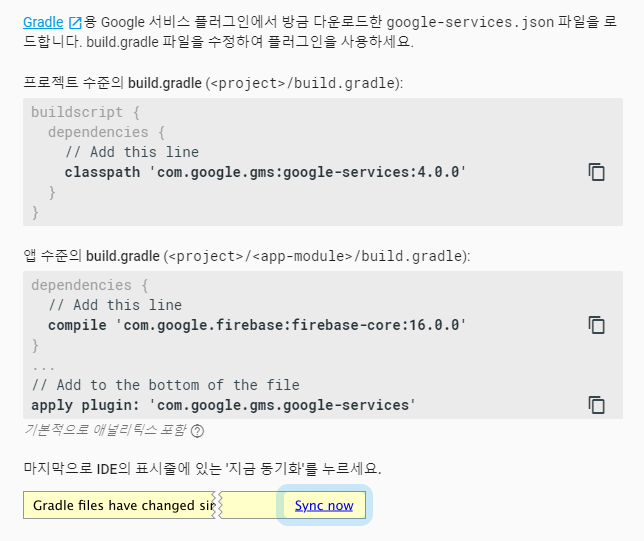 Gradle 용 Google 서비스 플러그인에서 방금 다운로드한 google-services.json 파일을 로
드합니다. build.gradle 파일을 수정하여 플러그인을 사용하세요.
프로젝트 수준의 build.gradle (<project>/build.gradle):
buildscript {
dependencies {
// Add this line
classpath 'com.google.gms:google-services:4.0.0'
}
}
앱 수준의 build.gradle (<project>/<app-module>/build.gradle):
dependencies {
// Add this line
compile 'com.google.firebase:firebase-core:16.0.0'
}
...
// Add to the bottom of the file
apply plugin: 'com.google.gms.google-services'
기본적으로 애널리틱스 포함 ?
마지막으로 IDE의 표시줄에 있는 '지금 동기화'를 누르세요.
Gradle files have changed sir Sync now